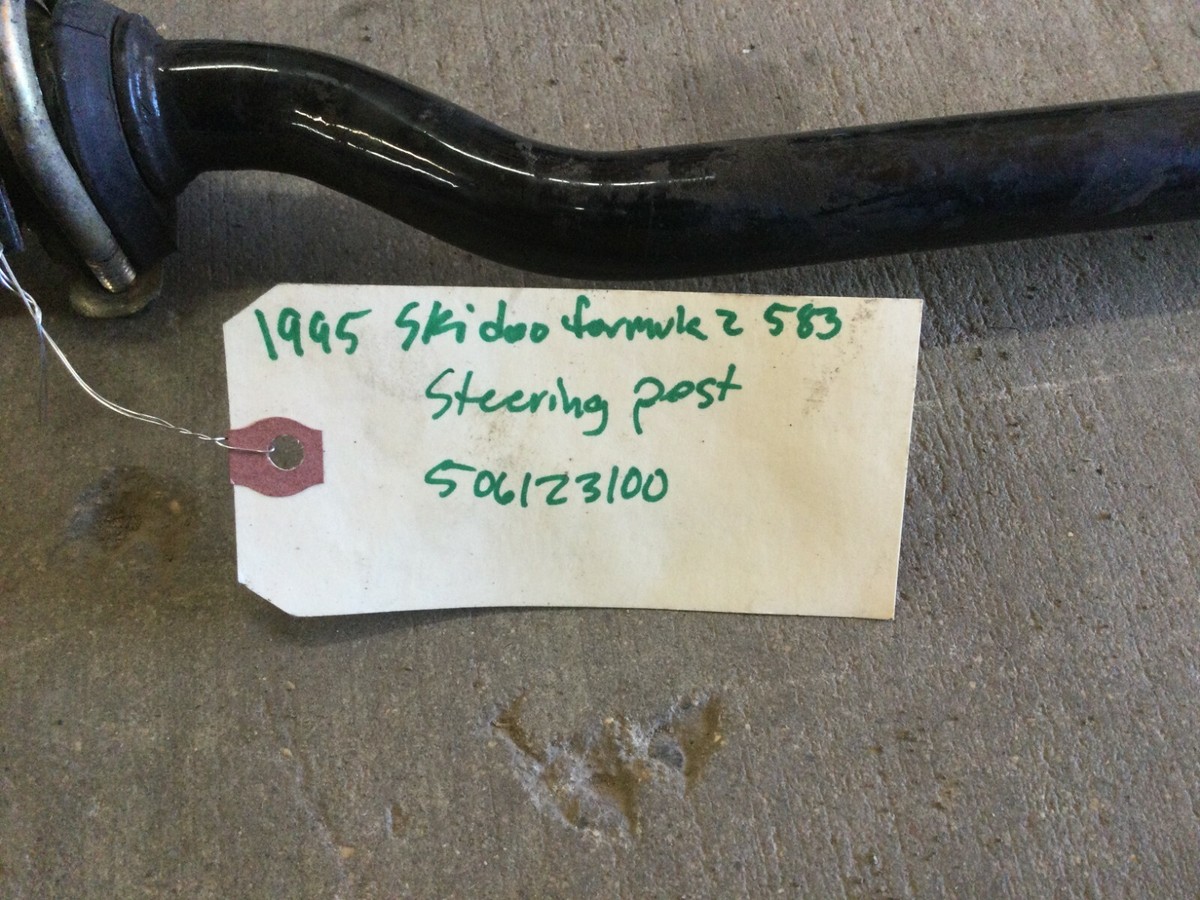 1995 Skidoo formula z 583
Steering post
506123100